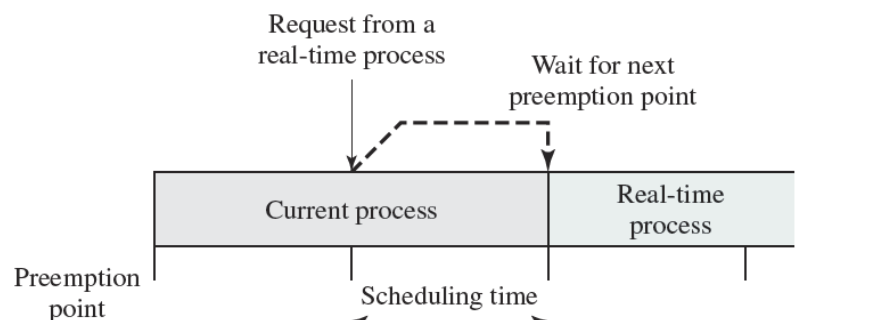 Request from a
real-time process
Wait for next
preemption point
Current process
Real-time
process
Preemption
point
Scheduling time